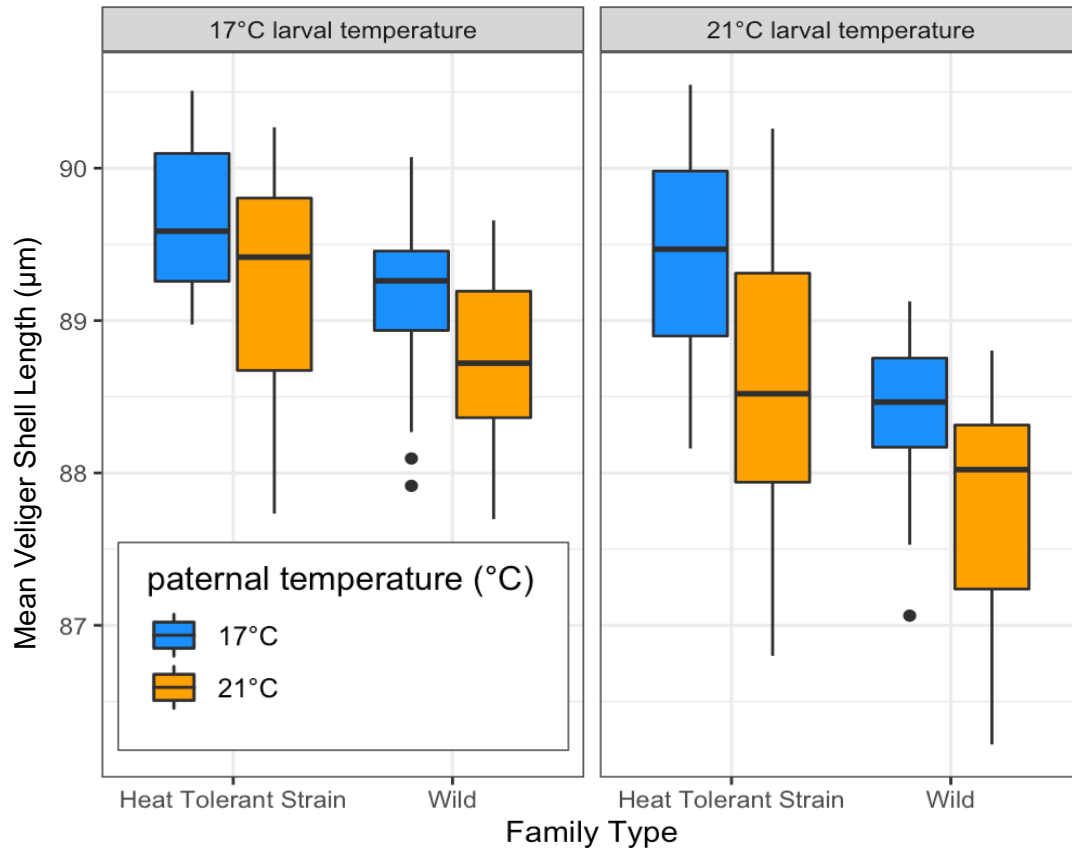 17°C larval temperature
21°C larval temperature
Mean Veliger Shell Length (µm)
90
89
88
87
paternal temperature (°C)
17°C
21°C
Heat Tolerant Strain
Wild
Heat Tolerant Strain
Wild
Family Type